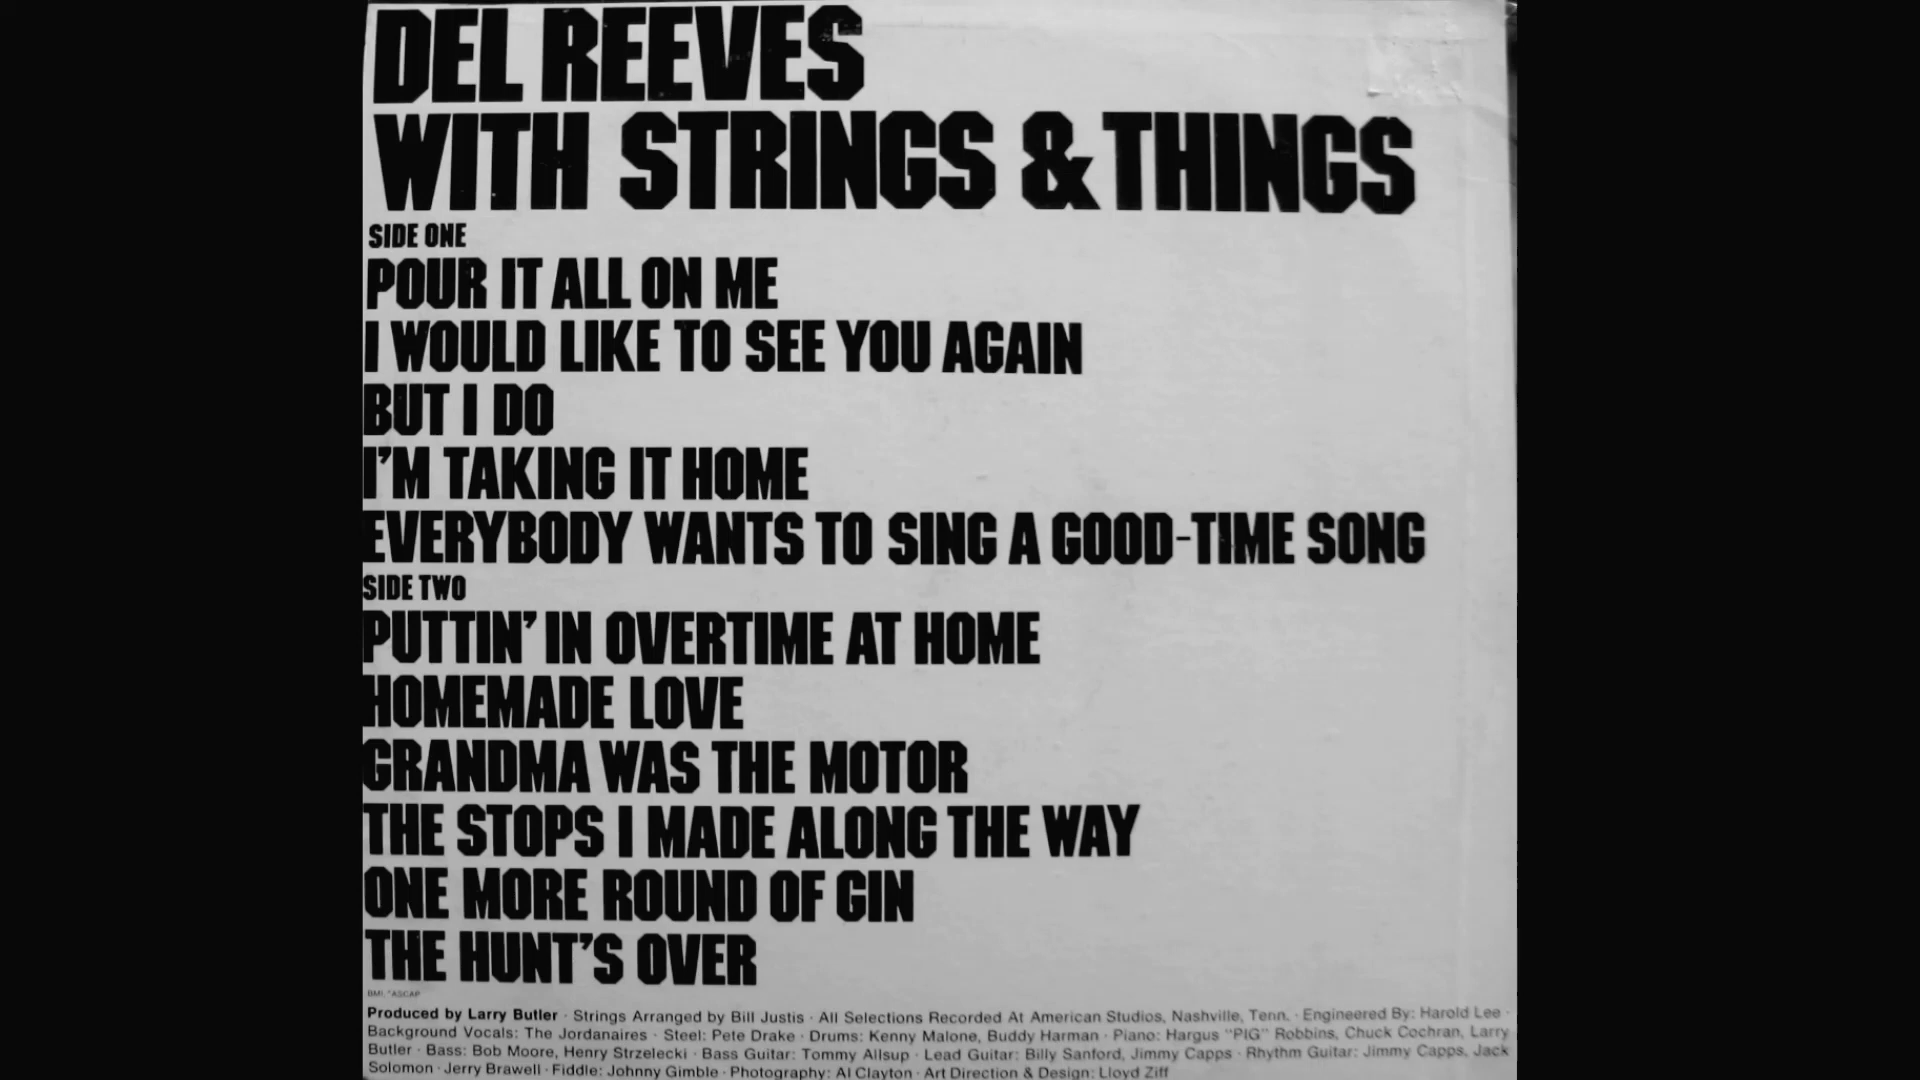 DEL REEVES
WITH STRINGS & THINGS
SIDE ONE
POUR IT ALL ON ME
I WOULD LIKE TO SEE YOU AGAIN
BUT I DO
I'M TAKING IT HOME
EVERYBODY WANTS TO SING A GOOD-TIME SONG
SIDE TWO
PUTTIN' IN OVERTIME AT HOME
HOMEMADE LOVE
GRANDMA WAS THE MOTOR
THE STOPS I MADE ALONG THE WAY
ONE MORE ROUND OF GIN
THE HUNT'S OVER
BMI, *ASCAP
Produced by Larry Butler · Strings Arranged by Bill Justis · All Selections Recorded At American Studios, Nashville, Tenn. · Engineered By: Harold Lee ·
Background Vocals: The Jordanaires · Steel: Pete Drake · Drums: Kenny Malone, Buddy Harman · Piano: Hargus "PIG" Robbins, Chuck Cochran, Larry
Butler · Bass: Bob Moore, Henry Strzelecki · Bass Guitar: Tommy Allsup · Lead Guitar: Billy Sanford, Jimmy Capps · Rhythm Guitar: Jimmy Capps, Jack
Solomon · Jerry Brawell · Fiddle: Johnny Gimble · Photography: Al Clayton · Art Direction & Design: Lloyd Ziff